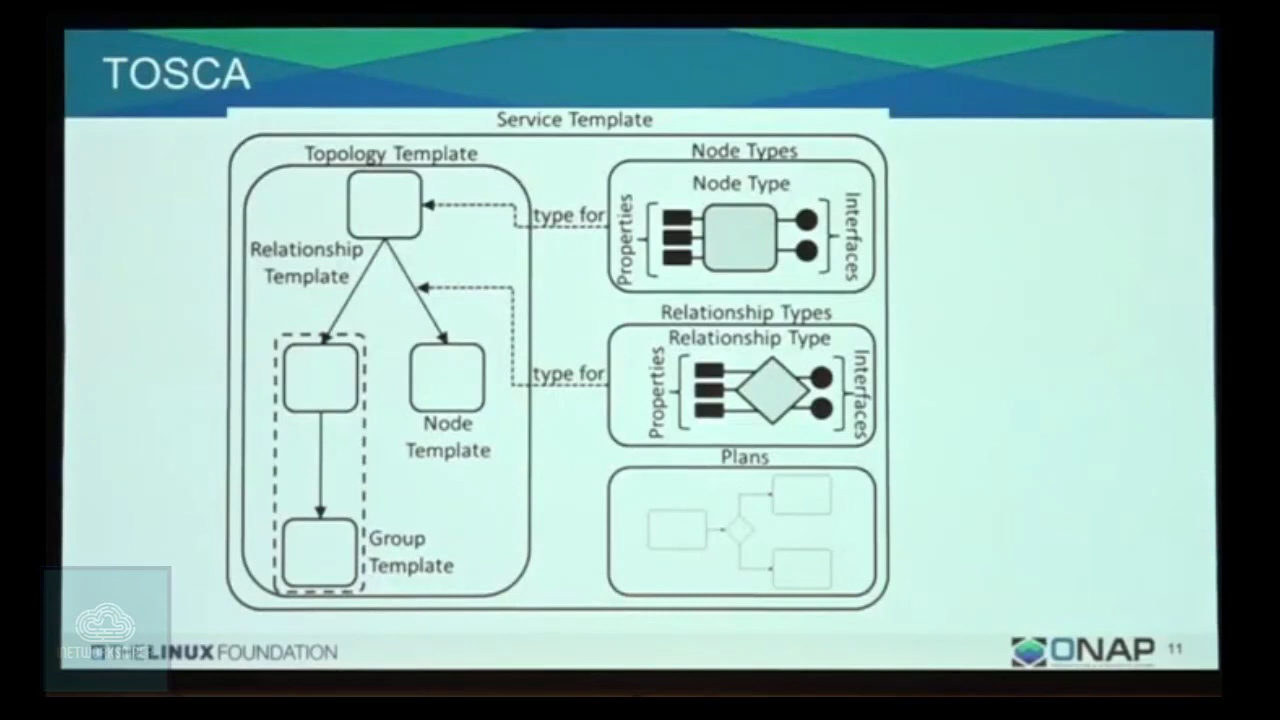 TOSCA
Service Template
Topology Template
Relationship
Template
Node
Template
Group
Template
type for
type for
Node Types
Node Type
Properties
Interfaces
Relationship Types
Relationship Type
Properties
Interfaces
Plans
THE LINUX FOUNDATION
ONAP
11